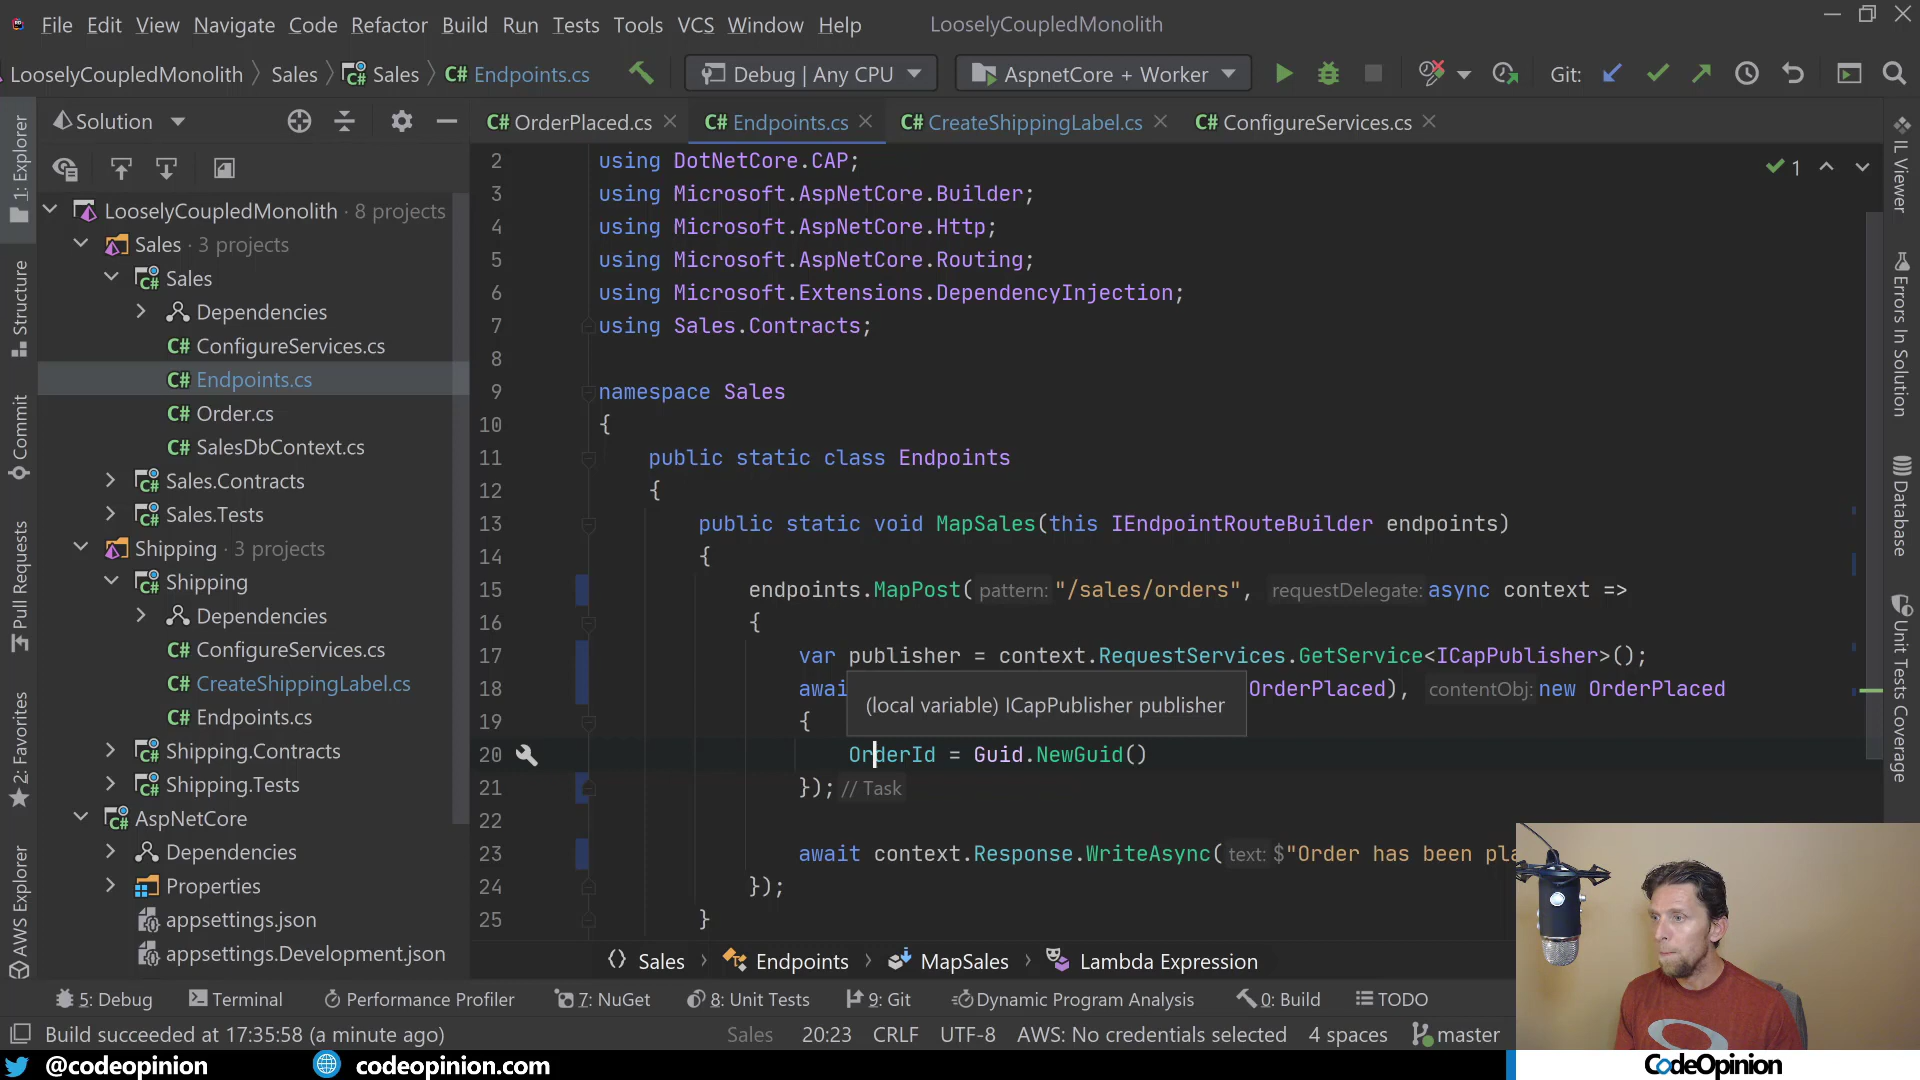 File Edit View Navigate Code Refactor Build Run Tests Tools VCS Window Help LooselyCoupledMonolith
LooselyCoupledMonolith Sales Sales C# Endpoints.cs Debug | Any CPU AspnetCore + Worker Git:
Solution
C# OrderPlaced.cs C# Endpoints.cs C# CreateShippingLabel.cs C# ConfigureServices.cs
1: Explorer
Structure
Commit
Pull Requests
2: Favorites
AWS Explorer
LooselyCoupledMonolith · 8 projects
Sales · 3 projects
C# Sales
Dependencies
C# ConfigureServices.cs
C# Endpoints.cs
C# Order.cs
C# SalesDbContext.cs
C# Sales.Contracts
C# Sales.Tests
Shipping · 3 projects
C# Shipping
Dependencies
C# ConfigureServices.cs
C# CreateShippingLabel.cs
C# Endpoints.cs
C# Shipping.Contracts
C# Shipping.Tests
C# AspNetCore
Dependencies
Properties
appsettings.json
appsettings.Development.json
1
2 using DotNetCore.CAP;
3 using Microsoft.AspNetCore.Builder;
4 using Microsoft.AspNetCore.Http;
5 using Microsoft.AspNetCore.Routing;
6 using Microsoft.Extensions.DependencyInjection;
7 using Sales.Contracts;
8
9 namespace Sales
10 {
11 public static class Endpoints
12 {
13 public static void MapSales(this IEndpointRouteBuilder endpoints)
14 {
15 endpoints.MapPost( pattern: "/sales/orders", requestDelegate: async context =>
16 {
17 var publisher = context.RequestServices.GetService<ICapPublisher>();
18 awai OrderPlaced), contentObj: new OrderPlaced
(local variable) ICapPublisher publisher
19 {
20 OrderId = Guid.NewGuid()
21 }); // Task
22
23 await context.Response.WriteAsync( text: $"Order has been pla
24 });
25 }
Sales Endpoints MapSales Lambda Expression
IL Viewer
Errors In Solution
Database
Unit Tests Coverage
5: Debug Terminal Performance Profiler 7: NuGet 8: Unit Tests 9: Git Dynamic Program Analysis 0: Build TODO
Build succeeded at 17:35:58 (a minute ago) Sales 20:23 CRLF UTF-8 AWS: No credentials selected 4 spaces master
@codeopinion codeopinion.com CodeOpinion